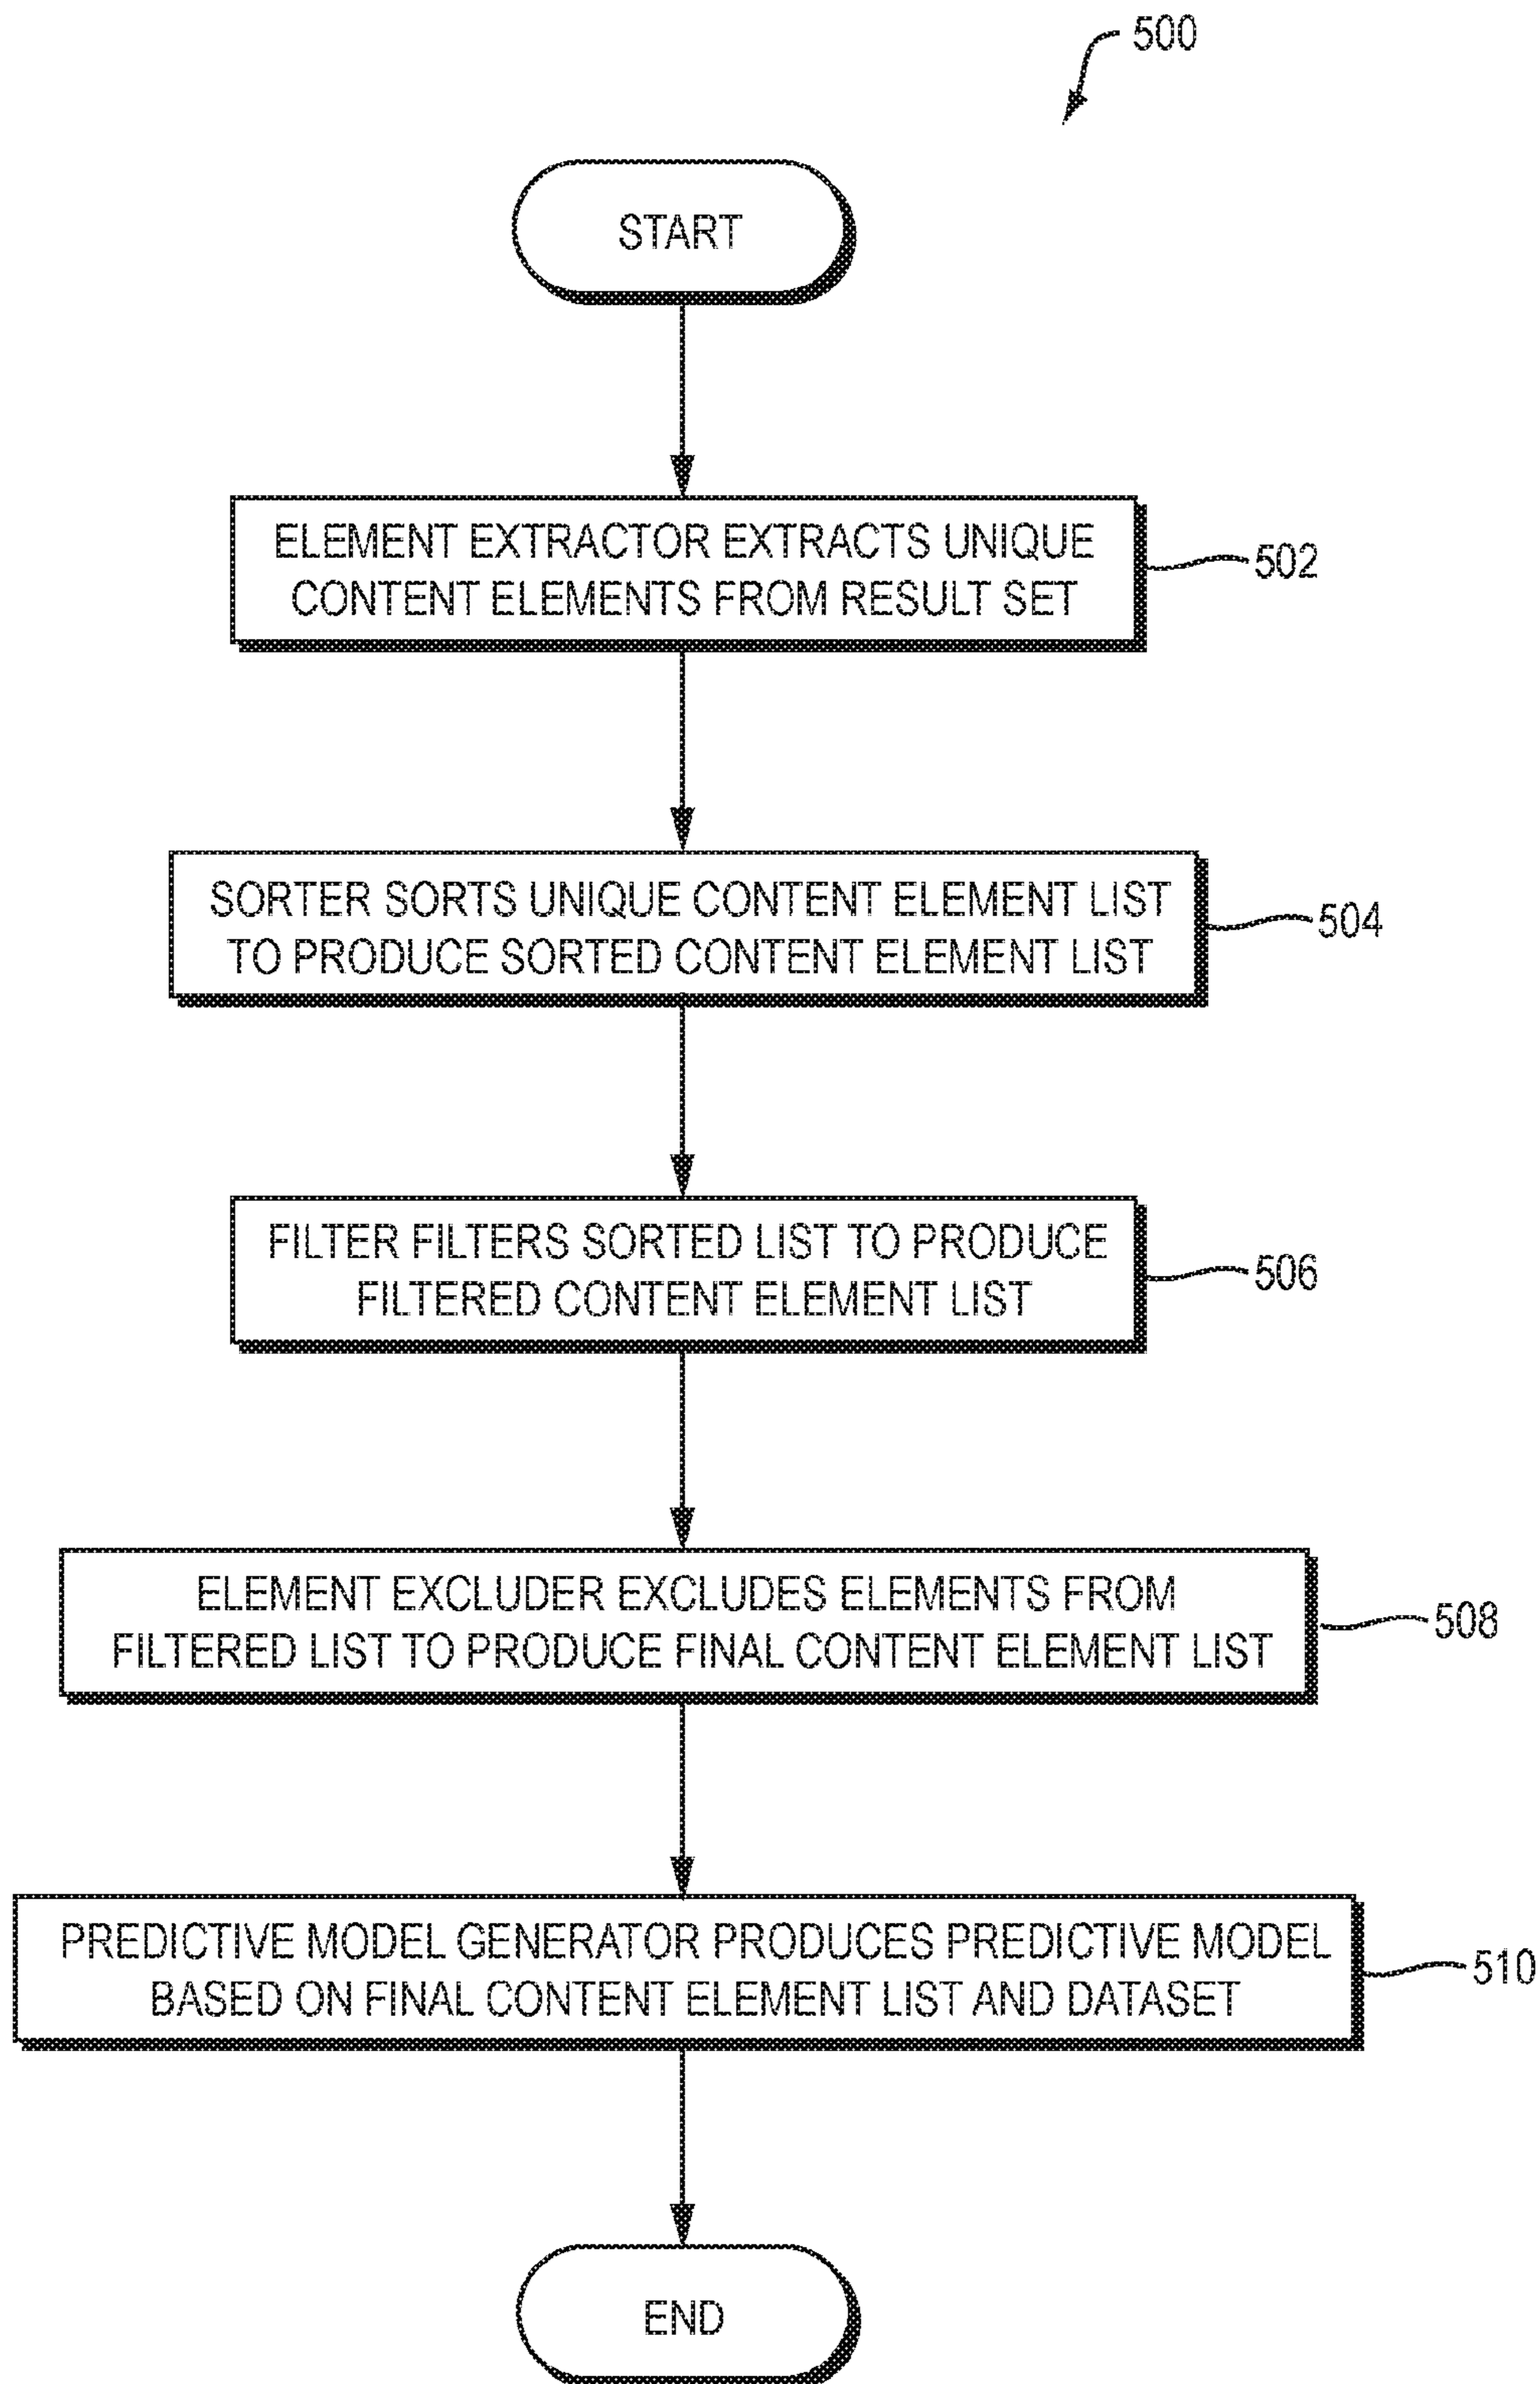 500
START
ELEMENT EXTRACTOR EXTRACTS UNIQUE
CONTENT ELEMENTS FROM RESULT SET
502
SORTER SORTS UNIQUE CONTENT ELEMENT LIST
TO PRODUCE SORTED CONTENT ELEMENT LIST
504
FILTER FILTERS SORTED LIST TO PRODUCE
FILTERED CONTENT ELEMENT LIST
506
ELEMENT EXCLUDER EXCLUDES ELEMENTS FROM
FILTERED LIST TO PRODUCE FINAL CONTENT ELEMENT LIST
508
PREDICTIVE MODEL GENERATOR PRODUCES PREDICTIVE MODEL
BASED ON FINAL CONTENT ELEMENT LIST AND DATASET
510
END